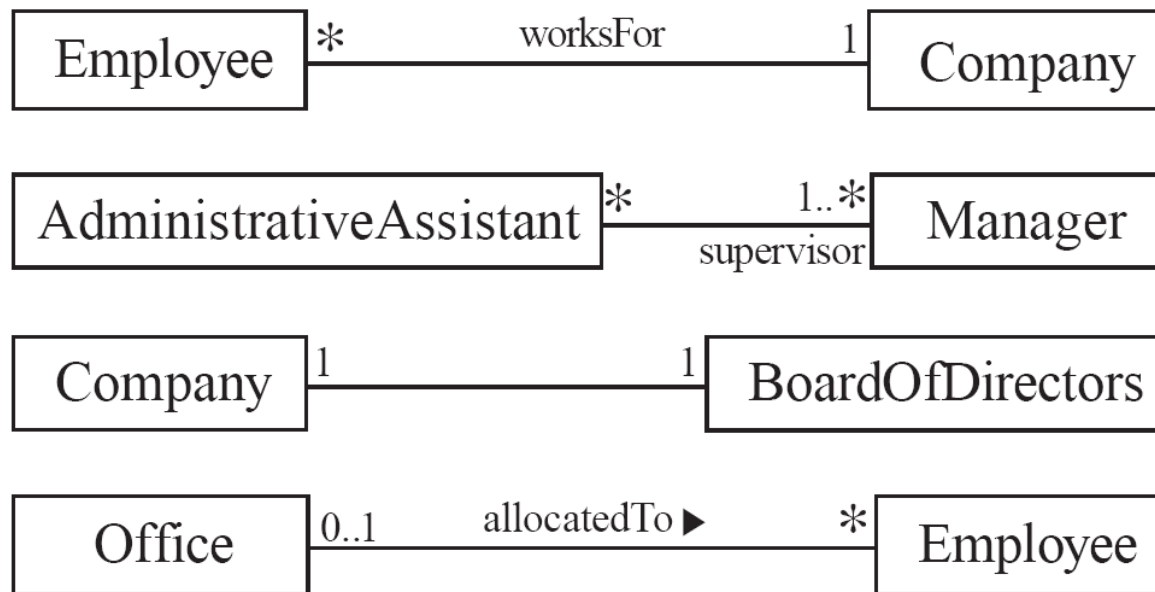 Employee * worksFor 1 Company
AdministrativeAssistant * 1..* Manager
supervisor
Company 1 1 BoardOfDirectors
Office 0..1 allocatedTo ▶ * Employee